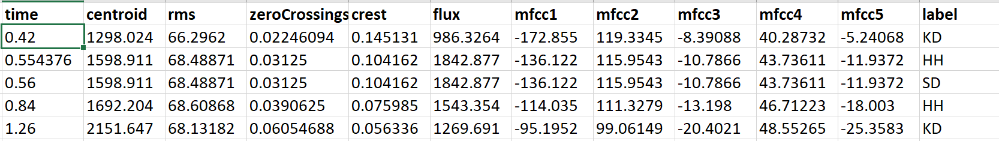 time centroid rms zeroCrossings crest flux mfcc1 mfcc2 mfcc3 mfcc4 mfcc5 label
0.42 1298.024 66.2962 0.02246094 0.145131 986.3264 -172.855 119.3345 -8.39088 40.28732 -5.24068 KD
0.554376 1598.911 68.48871 0.03125 0.104162 1842.877 -136.122 115.9543 -10.7866 43.73611 -11.9372 HH
0.56 1598.911 68.48871 0.03125 0.104162 1842.877 -136.122 115.9543 -10.7866 43.73611 -11.9372 SD
0.84 1692.204 68.60868 0.0390625 0.075985 1543.354 -114.035 111.3279 -13.198 46.71223 -18.003 HH
1.26 2151.647 68.13182 0.06054688 0.056336 1269.691 -95.1952 99.06149 -20.4021 48.55265 -25.3583 KD